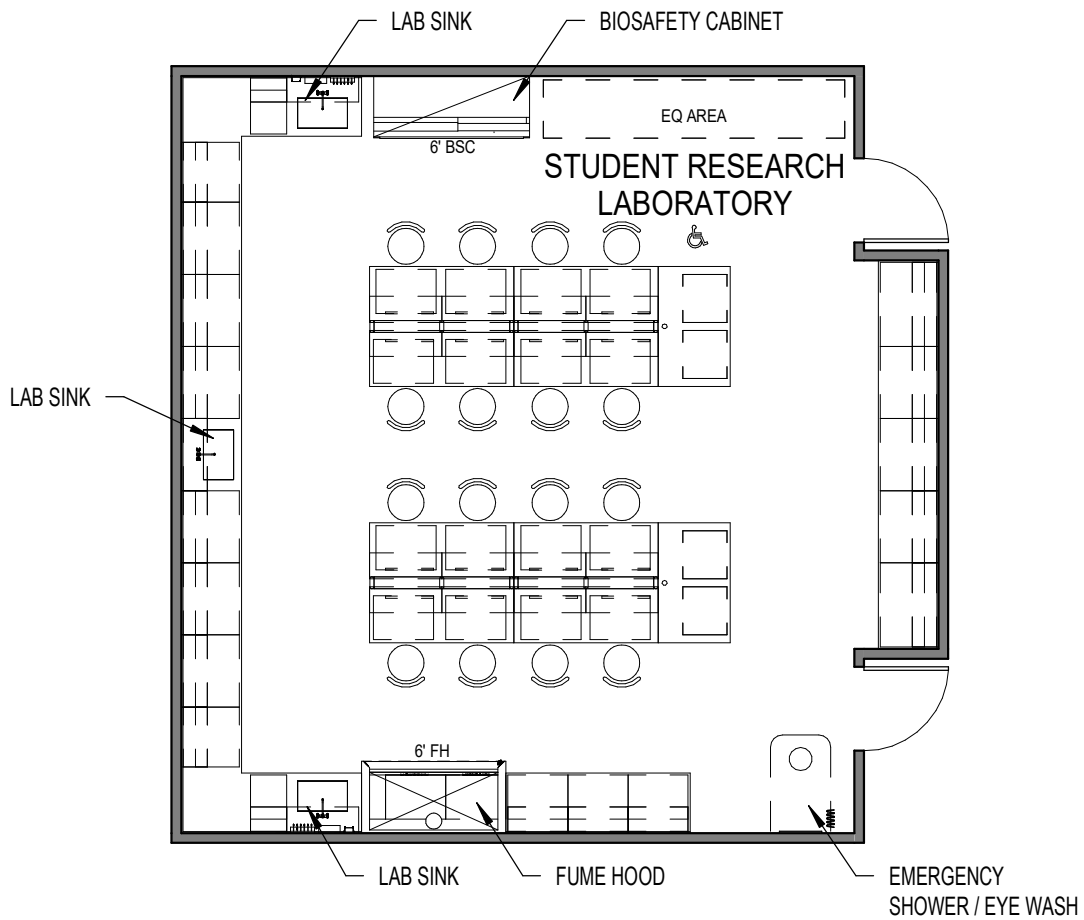 LAB SINK
BIOSAFETY CABINET
EQ AREA
6' BSC
STUDENT RESEARCH
LABORATORY
LAB SINK
6' FH
LAB SINK
FUME HOOD
EMERGENCY
SHOWER / EYE WASH